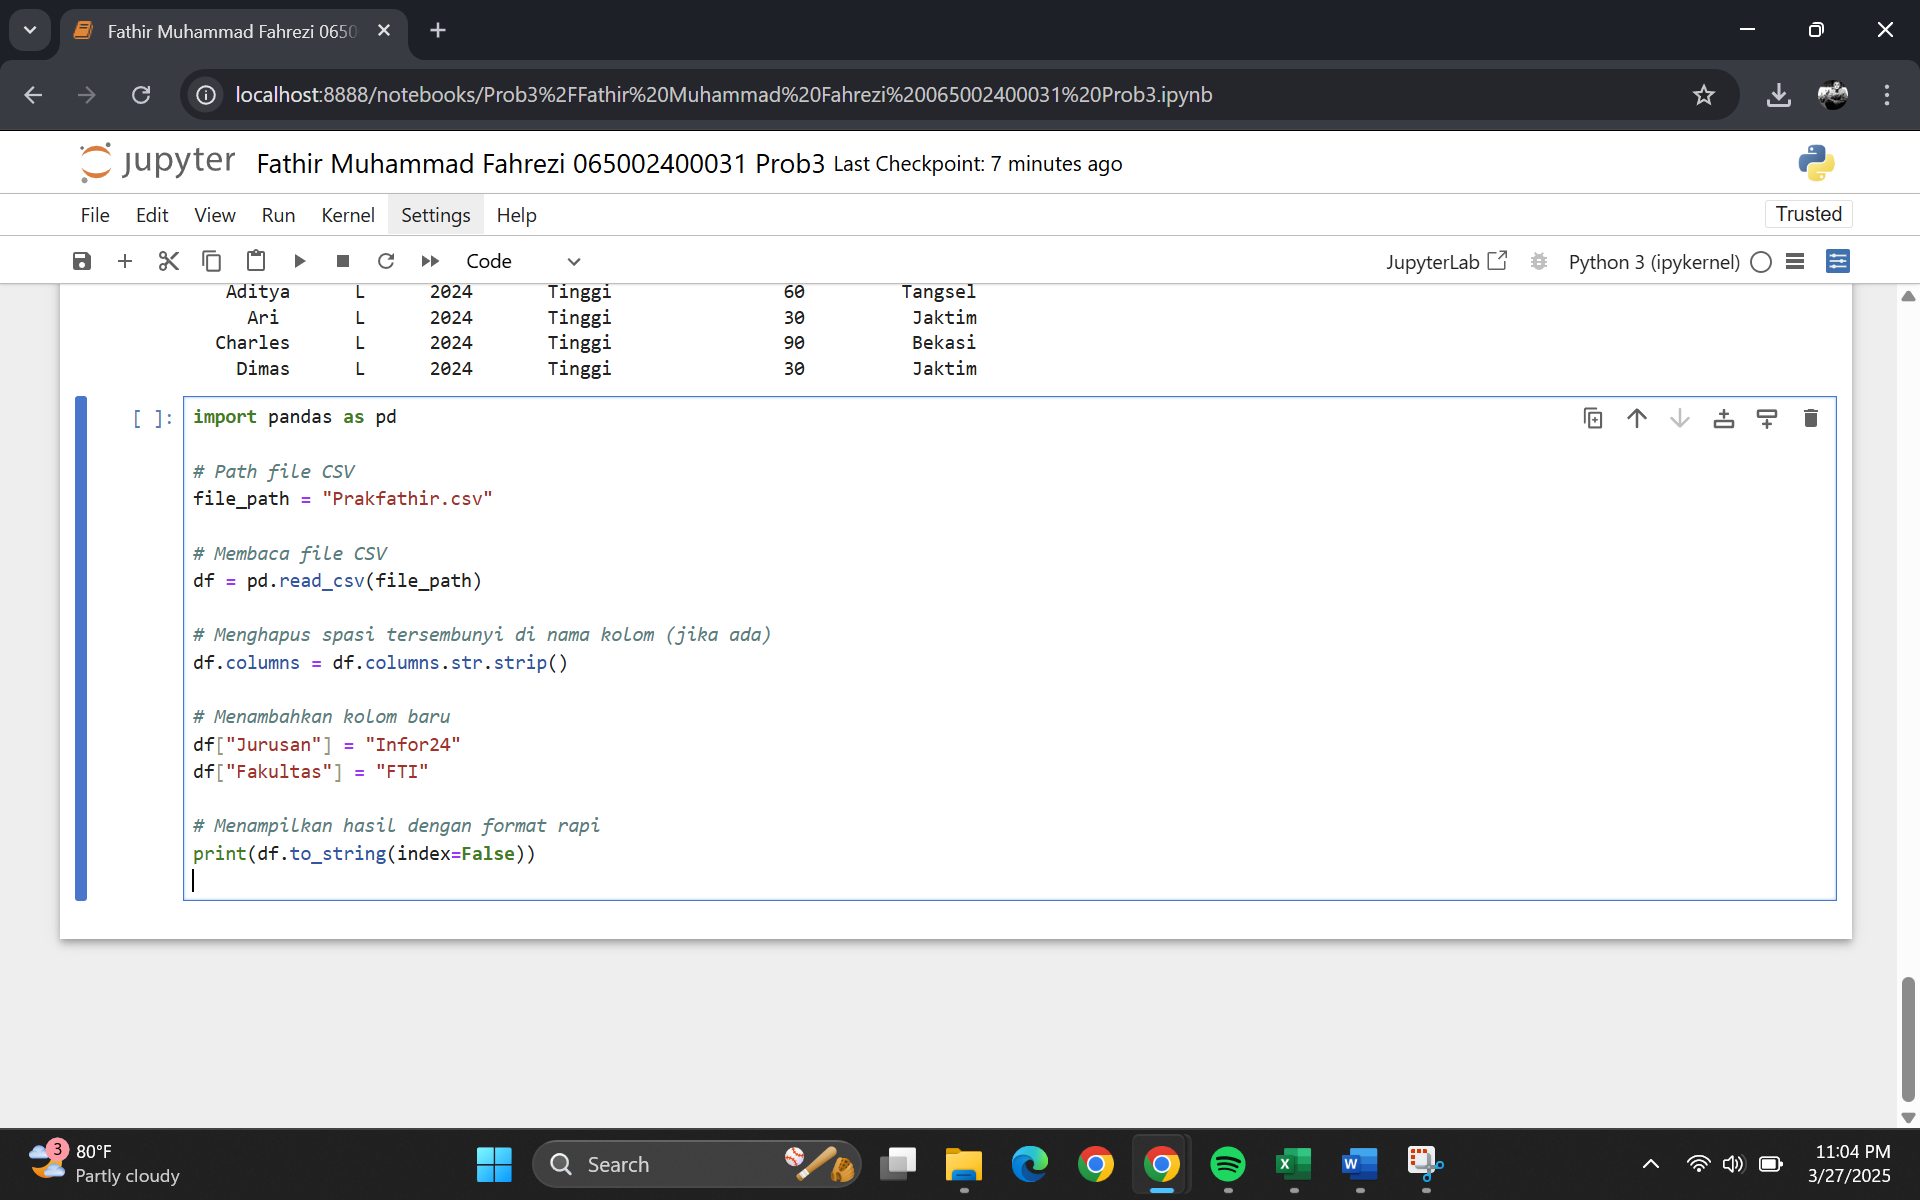 Fathir Muhammad Fahrezi 0650
localhost:8888/notebooks/Prob3%2FFathir%20Muhammad%20Fahrezi%20065002400031%20Prob3.ipynb
jupyter Fathir Muhammad Fahrezi 065002400031 Prob3 Last Checkpoint: 7 minutes ago
File Edit View Run Kernel Settings Help Trusted
Code JupyterLab Python 3 (ipykernel)
Aditya L 2024 Tinggi 60 Tangsel
Ari L 2024 Tinggi 30 Jaktim
Charles L 2024 Tinggi 90 Bekasi
Dimas L 2024 Tinggi 30 Jaktim
[ ]: import pandas as pd
# Path file CSV
file_path = "Prakfathir.csv"
# Membaca file CSV
df = pd.read_csv(file_path)
# Menghapus spasi tersembunyi di nama kolom (jika ada)
df.columns = df.columns.str.strip()
# Menambahkan kolom baru
df["Jurusan"] = "Infor24"
df["Fakultas"] = "FTI"
# Menampilkan hasil dengan format rapi
print(df.to_string(index=False))
3 80°F
Partly cloudy
Search
11:04 PM
3/27/2025